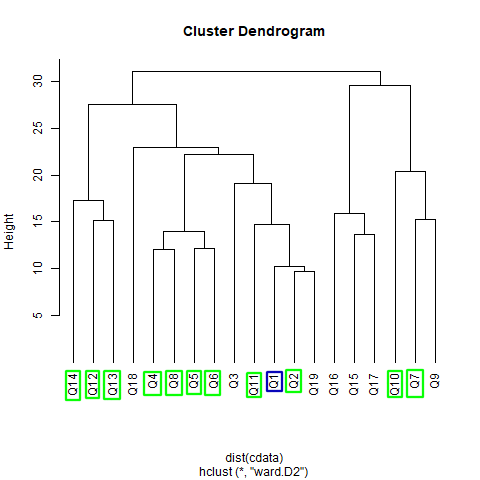 Cluster Dendrogram
Height
30
25
20
15
10
5
Q14 Q12 Q13 Q18 Q4 Q8 Q5 Q6 Q3 Q11 Q1 Q2 Q19 Q16 Q15 Q17 Q10 Q7 Q9
dist(cdata)
hclust (*, "ward.D2")